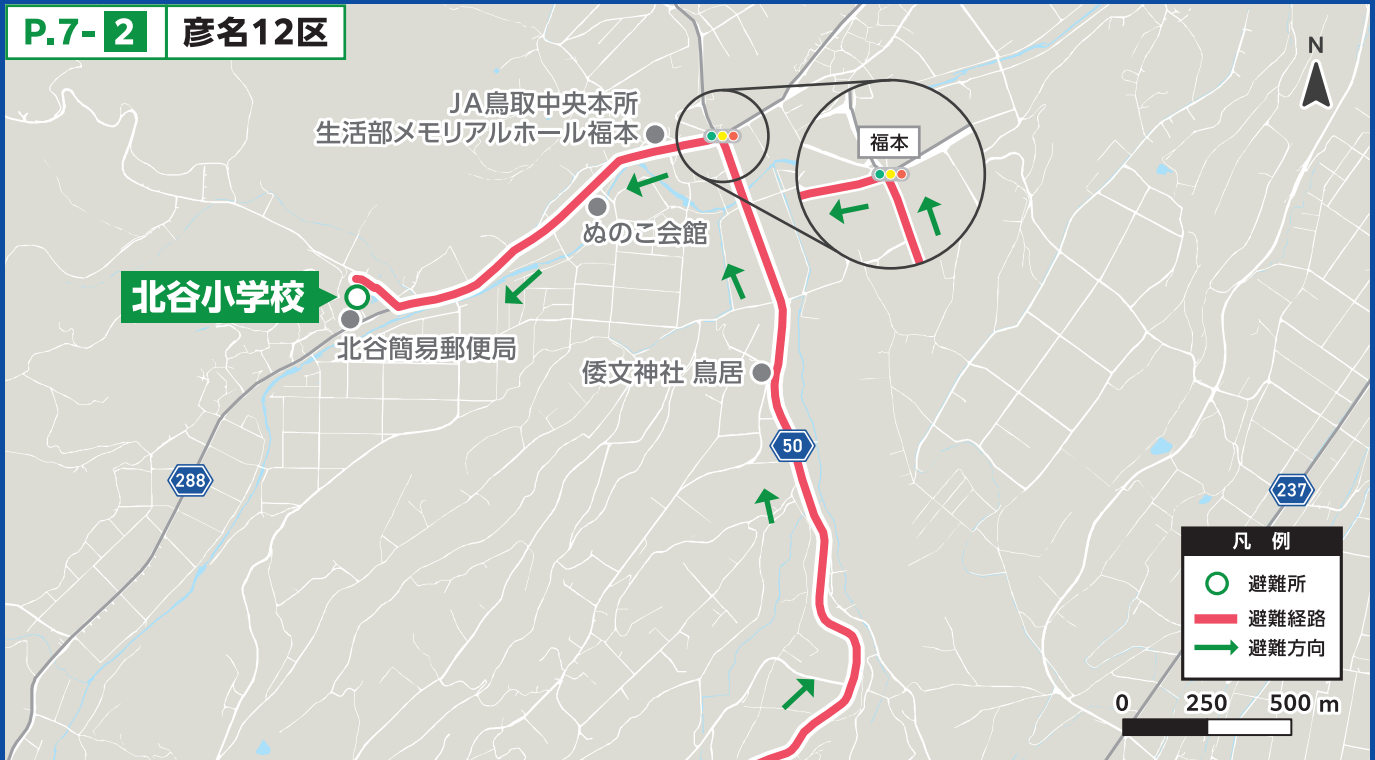 P.7- 2 彦名12区
N
JA鳥取中央本所
生活部メモリアルホール福本
福本
ぬのこ会館
北谷小学校
北谷簡易郵便局
倭文神社 鳥居
50
288
237
凡 例
避難所
避難経路
避難方向
0 250 500 m